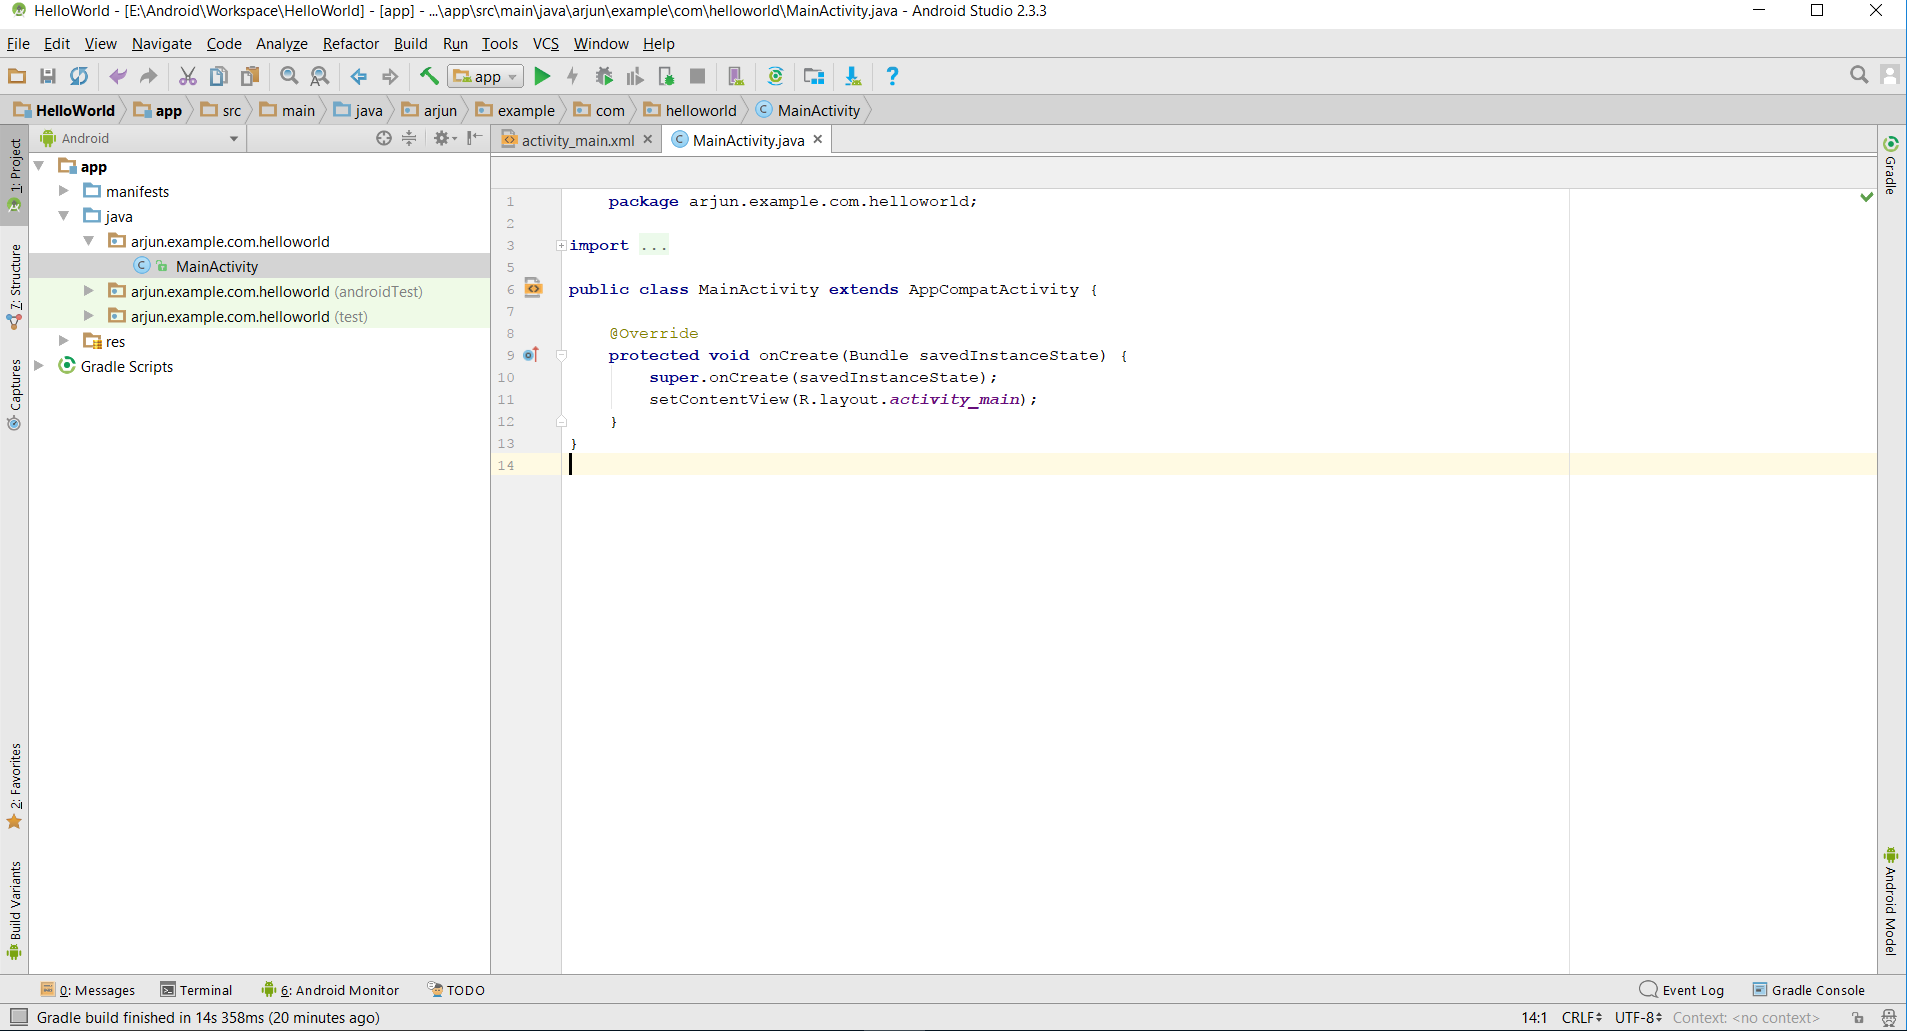 HelloWorld - [E:\Android\Workspace\HelloWorld] - [app] - ...\app\src\main\java\arjun\example\com\helloworld\MainActivity.java - Android Studio 2.3.3
File Edit View Navigate Code Analyze Refactor Build Run Tools VCS Window Help
app
HelloWorld app src main java arjun example com helloworld MainActivity
Android
activity_main.xml MainActivity.java
1: Project
7: Structure
Captures
2: Favorites
Build Variants
app
manifests
java
arjun.example.com.helloworld
MainActivity
arjun.example.com.helloworld (androidTest)
arjun.example.com.helloworld (test)
res
Gradle Scripts
1 package arjun.example.com.helloworld;
2
3 import ...
5
6 public class MainActivity extends AppCompatActivity {
7
8 @Override
9 protected void onCreate(Bundle savedInstanceState) {
10 super.onCreate(savedInstanceState);
11 setContentView(R.layout.activity_main);
12 }
13 }
14
Gradle
Android Model
0: Messages Terminal 6: Android Monitor TODO Event Log Gradle Console
Gradle build finished in 14s 358ms (20 minutes ago) 14:1 CRLF UTF-8 Context: <no context>